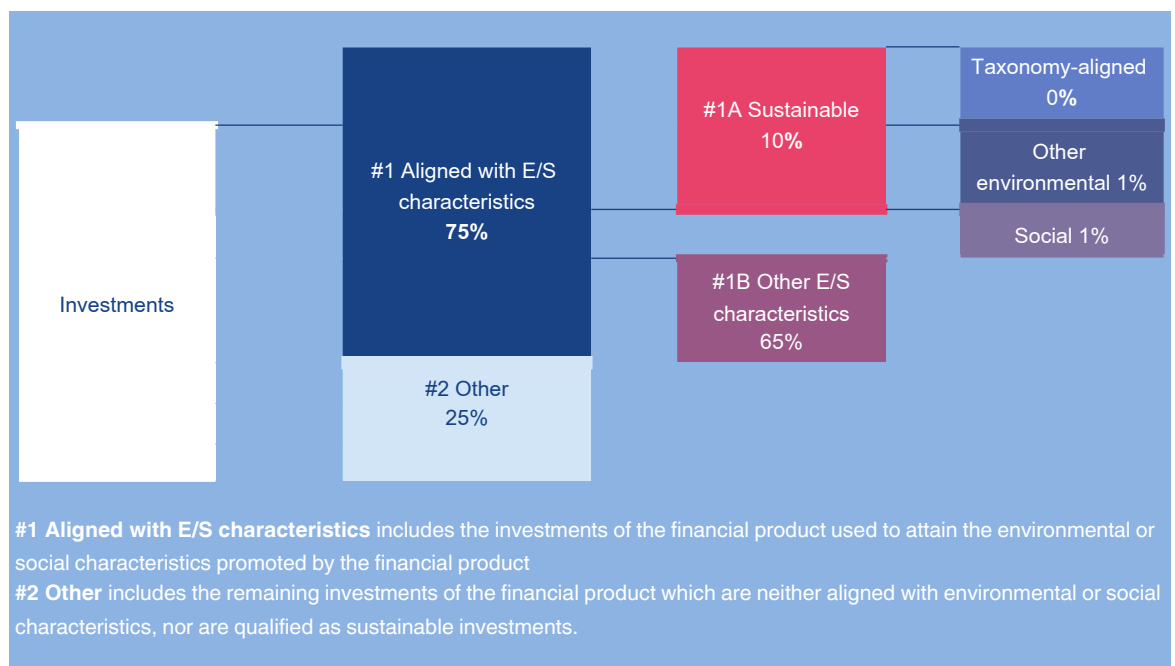 Investments
#1 Aligned with E/S
characteristics
75%
#2 Other
25%
#1A Sustainable
10%
#1B Other E/S
characteristics
65%
Taxonomy-aligned
0%
Other
environmental 1%
Social 1%
#1 Aligned with E/S characteristics includes the investments of the financial product used to attain the environmental or
social characteristics promoted by the financial product
#2 Other includes the remaining investments of the financial product which are neither aligned with environmental or social
characteristics, nor are qualified as sustainable investments.